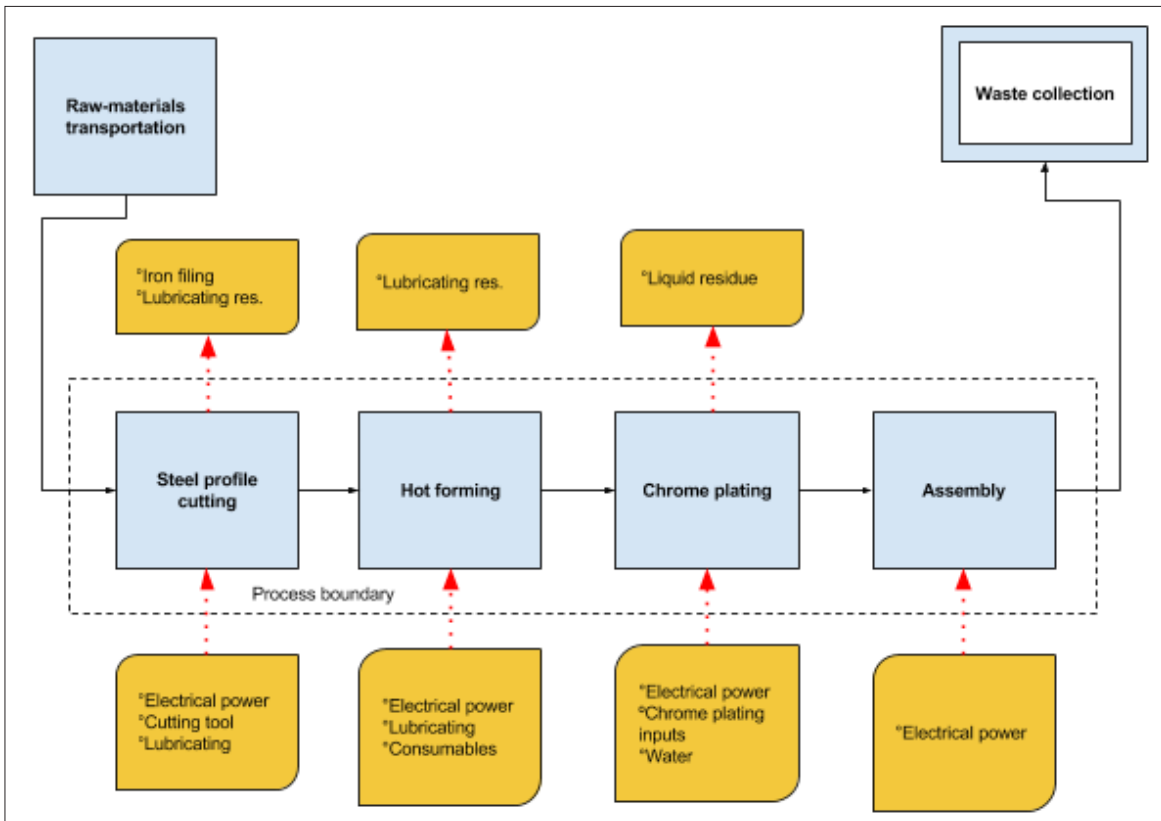 Raw-materials
transportation
Waste collection
°Iron filing
°Lubricating res.
°Lubricating res.
°Liquid residue
Steel profile
cutting
Hot forming
Chrome plating
Assembly
Process boundary
°Electrical power
°Cutting tool
°Lubricating
°Electrical power
°Lubricating
°Consumables
°Electrical power
°Chrome plating
inputs
°Water
°Electrical power